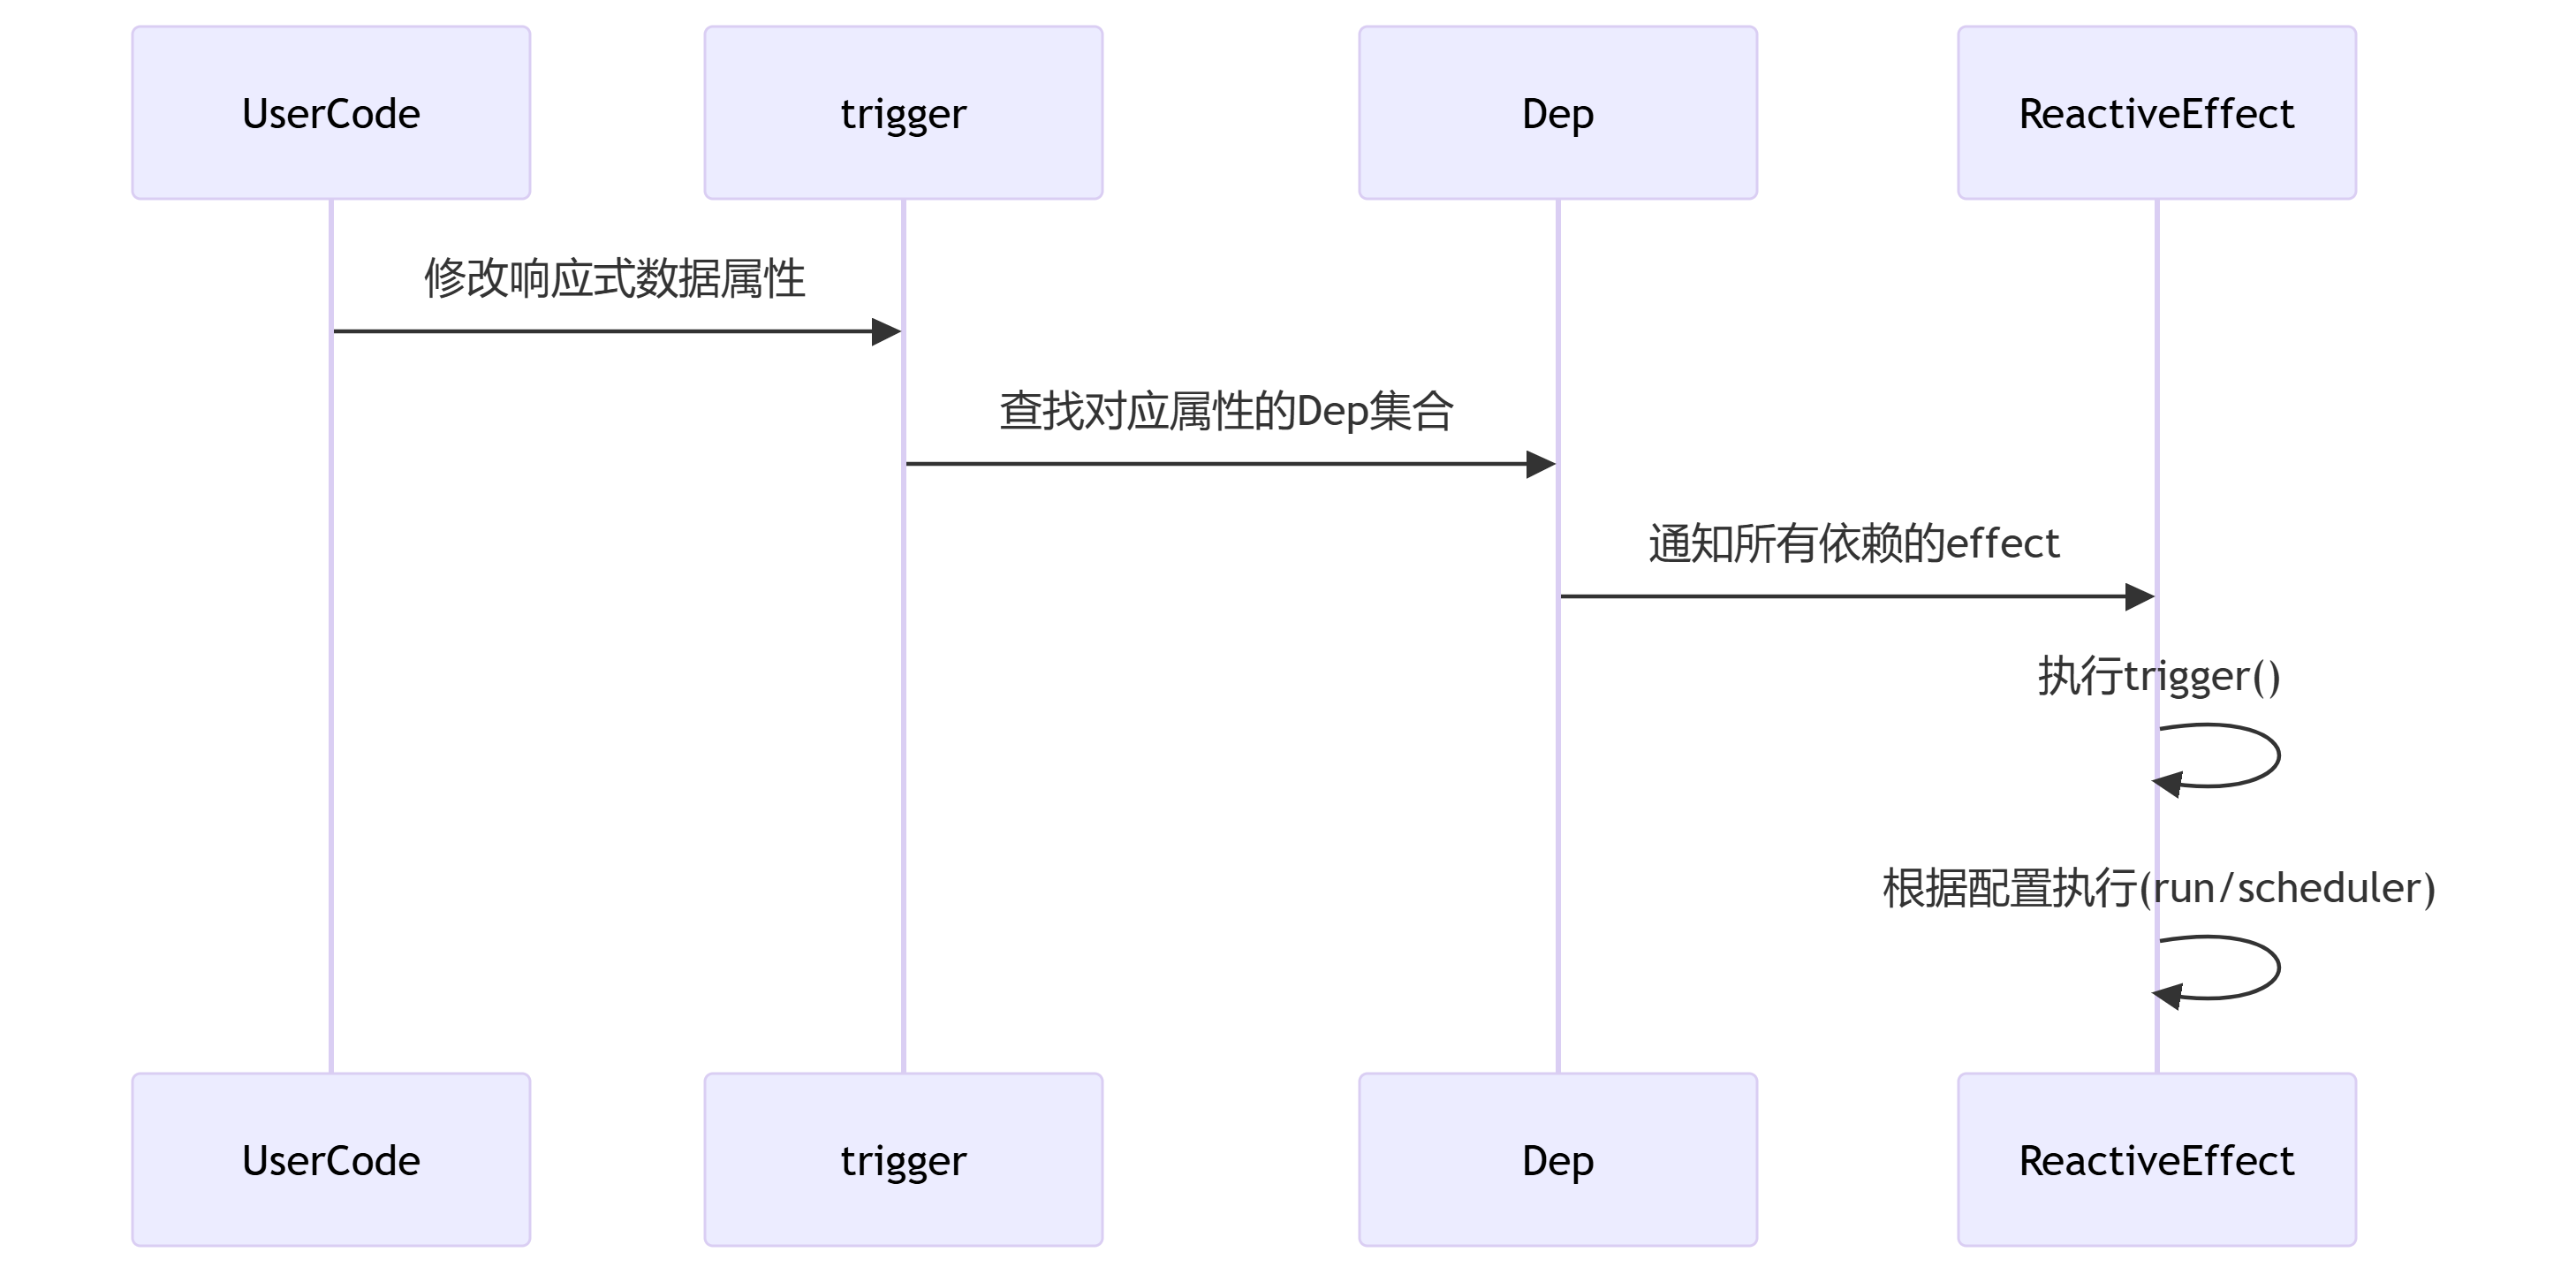 UserCode
trigger
Dep
ReactiveEffect
修改响应式数据属性
查找对应属性的Dep集合
通知所有依赖的effect
执行trigger()
根据配置执行(run/scheduler)
UserCode
trigger
Dep
ReactiveEffect